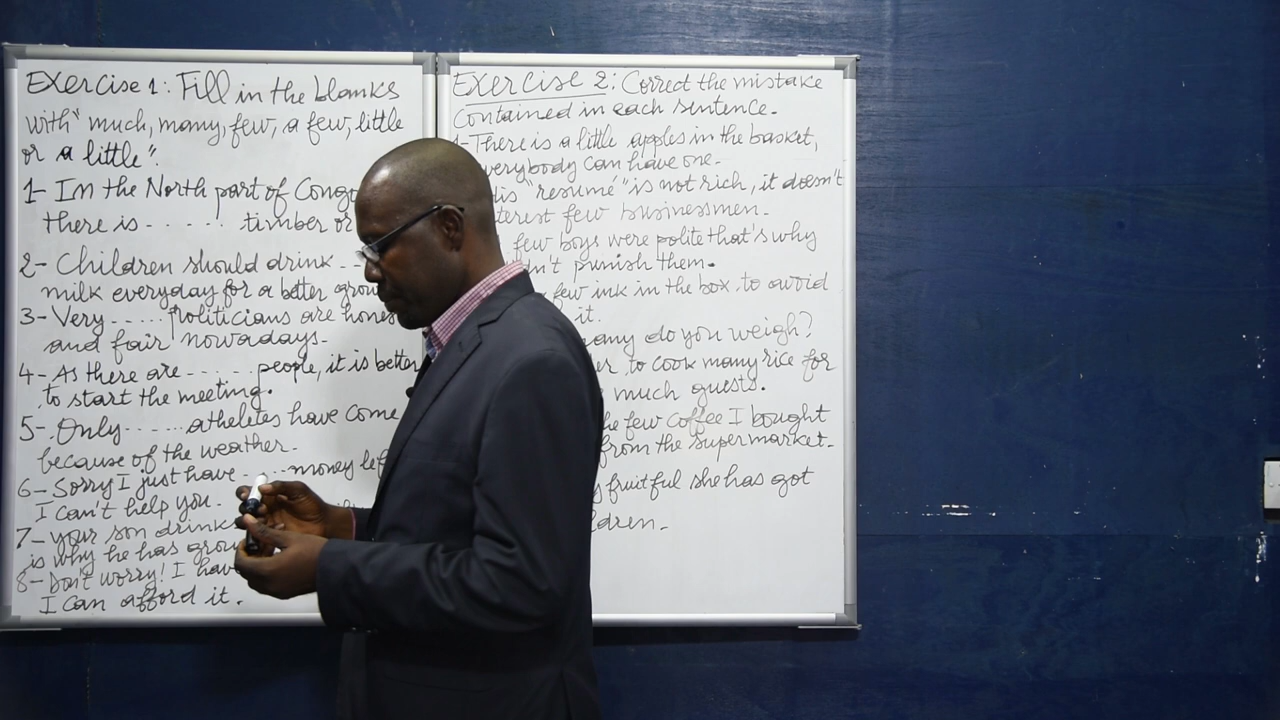 Exercise 1: Fill in the blanks
with "much, many, few, a few, little
or a little".
1- In the North part of Congo
there is - . . . . . timber or
2- Children should drink - -
milk everyday for a better
3- Very ...... politicians are
and fair nowadays.
4- As there are - . . . . . people, it is better
to start the meeting.
5- Only - ...... atheletes have come
because of the weather.
6- Sorry I just have - . . . . money
I can't help you.
7- your son drink
is why he has
8- Don't worry! I have
I can afford it.
Exercise 2: Correct the mistake
contained in each sentence.
1- There is a little apples in the basket,
everybody can have one.
"resumé" is not rich, it doesn't
few businessmen.
few boys were polite that's why
punish them.
few ink in the box, to avoid
it.
many do you weigh?
to cook many rice for
much guests.
few coffee I bought
from the supermarket.
fruitful she has got